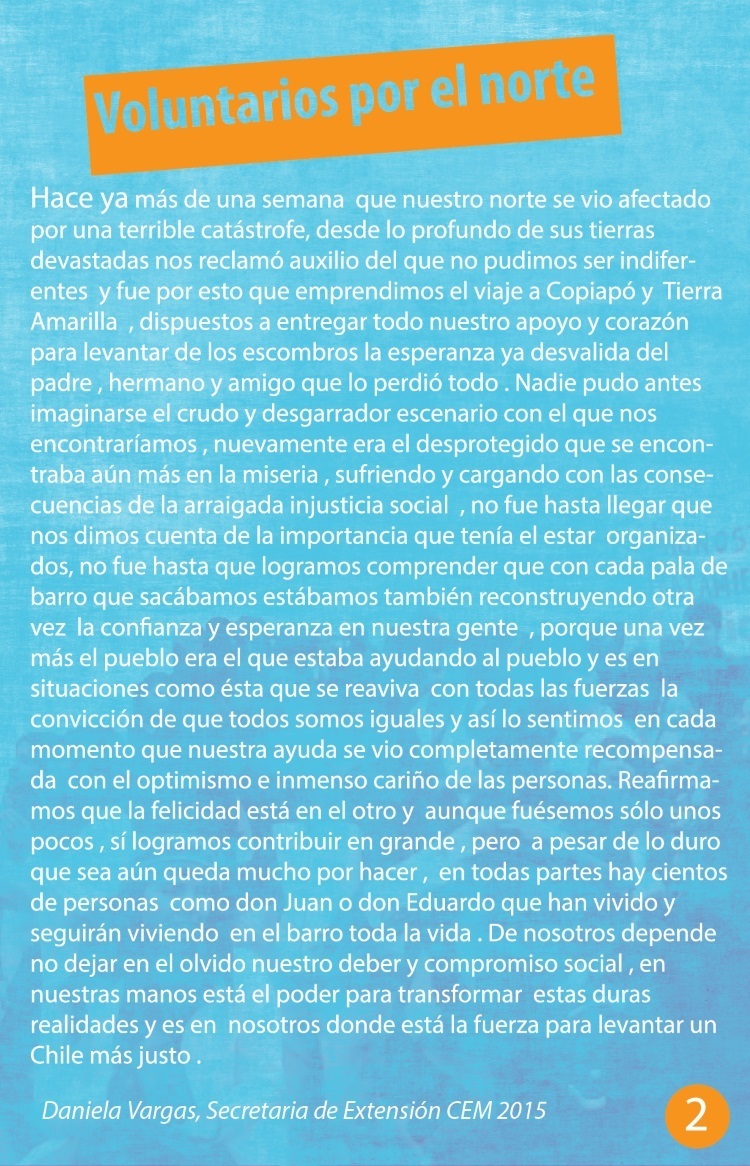 Voluntarios por el norte
Hace ya más de una semana  que nuestro norte se vio afectado
por una terrible catástrofe, desde lo profundo de sus tierras
devastadas nos reclamó auxilio del que no pudimos ser indifer-
entes  y fue por esto que emprendimos el viaje a Copiapó y  Tierra
Amarilla  , dispuestos a entregar todo nuestro apoyo y corazón
para levantar de los escombros la esperanza ya desvalida del
padre , hermano y amigo que lo perdió todo . Nadie pudo antes
imaginarse el crudo y desgarrador escenario con el que nos
encontraríamos , nuevamente era el desprotegido que se encon-
traba aún más en la miseria , sufriendo y cargando con las conse-
cuencias de la arraigada injusticia social  , no fue hasta llegar que
nos dimos cuenta de la importancia que tenía el estar  organiza-
dos, no fue hasta que logramos comprender que con cada pala de
barro que sacábamos estábamos también reconstruyendo otra
vez  la confianza y esperanza en nuestra gente  , porque una vez
más el pueblo era el que estaba ayudando al pueblo y es en
situaciones como ésta que se reaviva  con todas las fuerzas  la
convicción de que todos somos iguales y así lo sentimos  en cada
momento que nuestra ayuda se vio completamente recompensa-
da  con el optimismo e inmenso cariño de las personas. Reafirma-
mos que la felicidad está en el otro y  aunque fuésemos sólo unos
pocos , sí logramos contribuir en grande , pero  a pesar de lo duro
que sea aún queda mucho por hacer ,  en todas partes hay cientos
de personas  como don Juan o don Eduardo que han vivido y
seguirán viviendo  en el barro toda la vida . De nosotros depende
no dejar en el olvido nuestro deber y compromiso social , en
nuestras manos está el poder para transformar  estas duras
realidades y es en  nosotros donde está la fuerza para levantar un
Chile más justo .
Daniela Vargas, Secretaria de Extensión CEM 2015
2